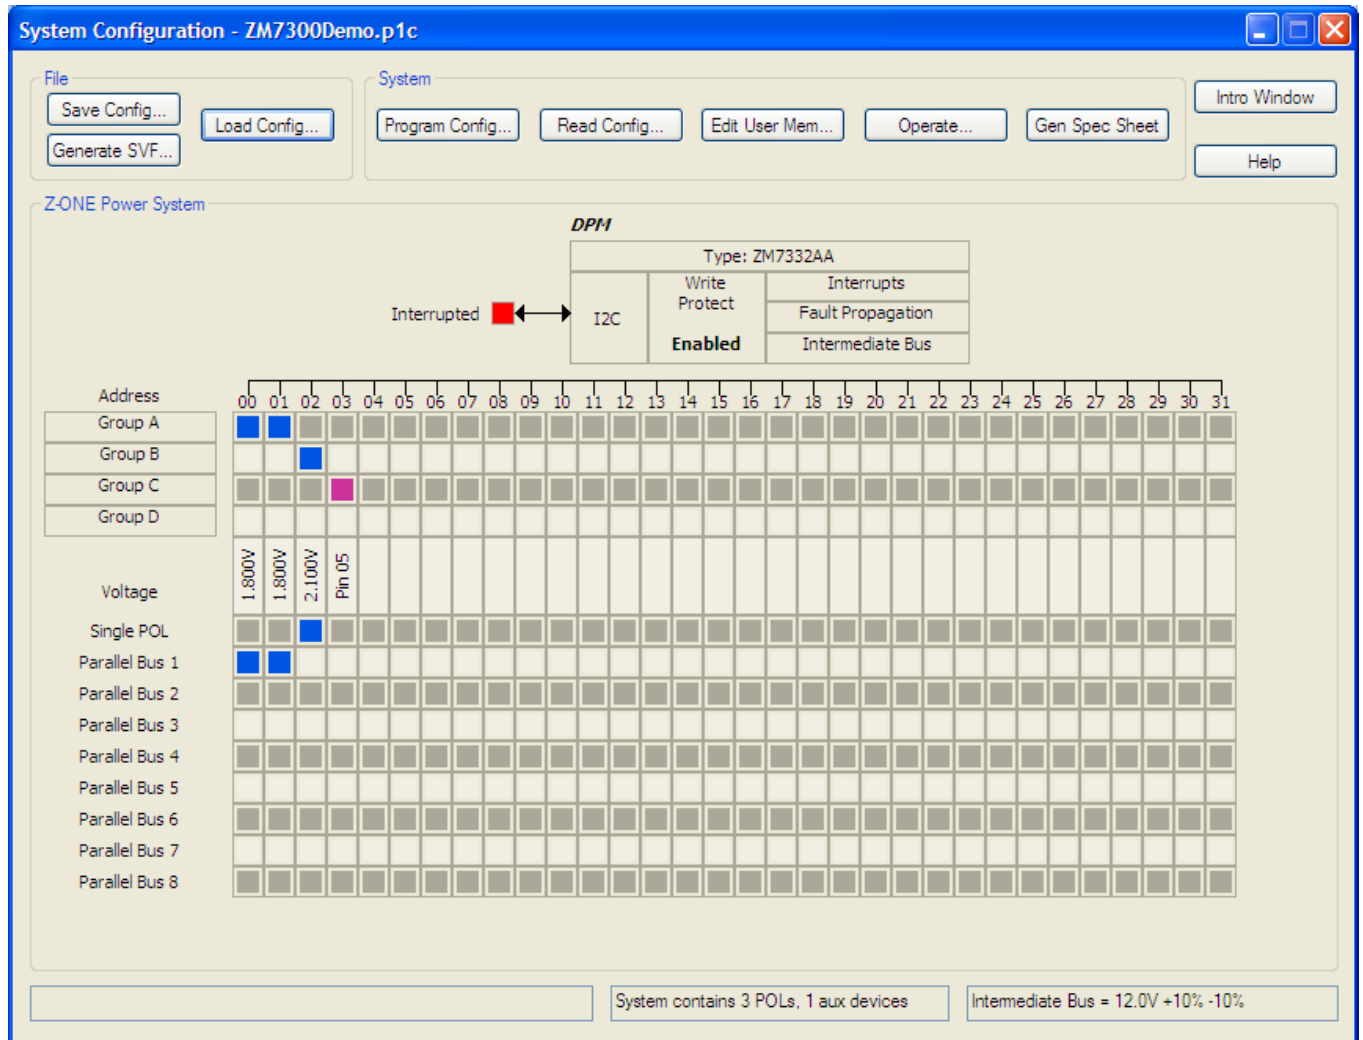 System Configuration - ZM7300Demo.p1c
File
System
Save Config...
Load Config...
Generate SVF...
Program Config...
Read Config...
Edit User Mem...
Operate...
Gen Spec Sheet
Intro Window
Help
Z-ONE Power System
DPM
Type: ZM7332AA
Interrupted
I2C
Write
Protect
Enabled
Interrupts
Fault Propagation
Intermediate Bus
Address 00 01 02 03 04 05 06 07 08 09 10 11 12 13 14 15 16 17 18 19 20 21 22 23 24 25 26 27 28 29 30 31
Group A
Group B
Group C
Group D
Voltage 1.800V 1.800V 2.100V Pin 05
Single POL
Parallel Bus 1
Parallel Bus 2
Parallel Bus 3
Parallel Bus 4
Parallel Bus 5
Parallel Bus 6
Parallel Bus 7
Parallel Bus 8
System contains 3 POLs, 1 aux devices
Intermediate Bus = 12.0V +10% -10%